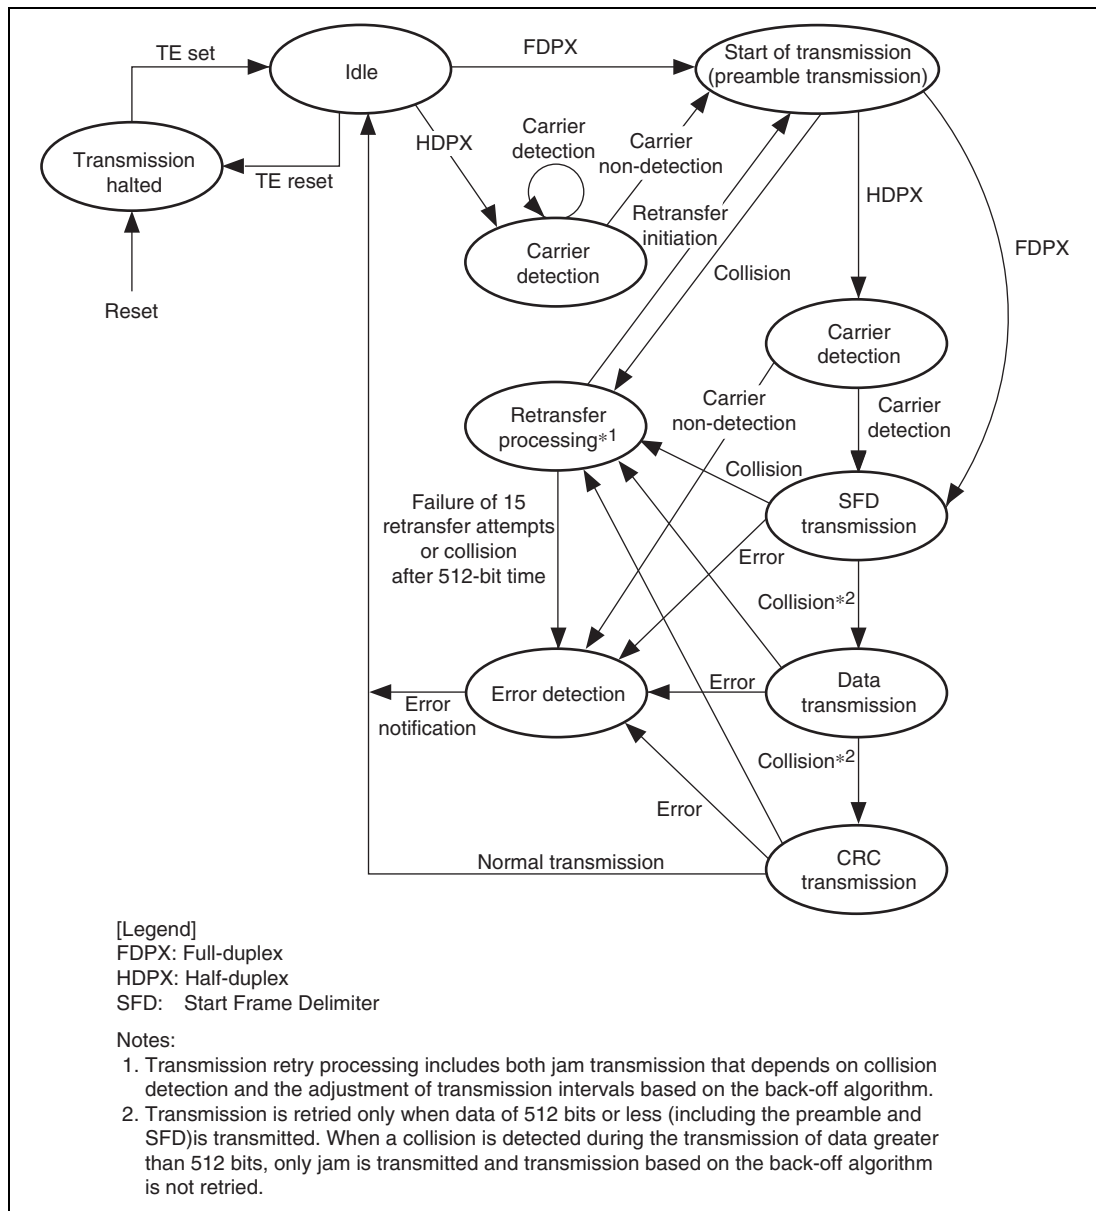 TE set
Idle
FDPX
Start of transmission
(preamble transmission)
Transmission
halted
TE reset
HDPX
Carrier
detection
Carrier
non-detection
HDPX
FDPX
Reset
Carrier
detection
Retransfer
initiation
Collision
Carrier
detection
Retransfer
processing*1
Carrier
non-detection
Carrier
detection
Collision
SFD
transmission
Failure of 15
retransfer attempts
or collision
after 512-bit time
Error
Collision*2
Error detection
Error
Data
transmission
Error
notification
Collision*2
Error
Normal transmission
CRC
transmission
[Legend]
FDPX: Full-duplex
HDPX: Half-duplex
SFD: Start Frame Delimiter
Notes:
1. Transmission retry processing includes both jam transmission that depends on collision
detection and the adjustment of transmission intervals based on the back-off algorithm.
2. Transmission is retried only when data of 512 bits or less (including the preamble and
SFD)is transmitted. When a collision is detected during the transmission of data greater
than 512 bits, only jam is transmitted and transmission based on the back-off algorithm
is not retried.